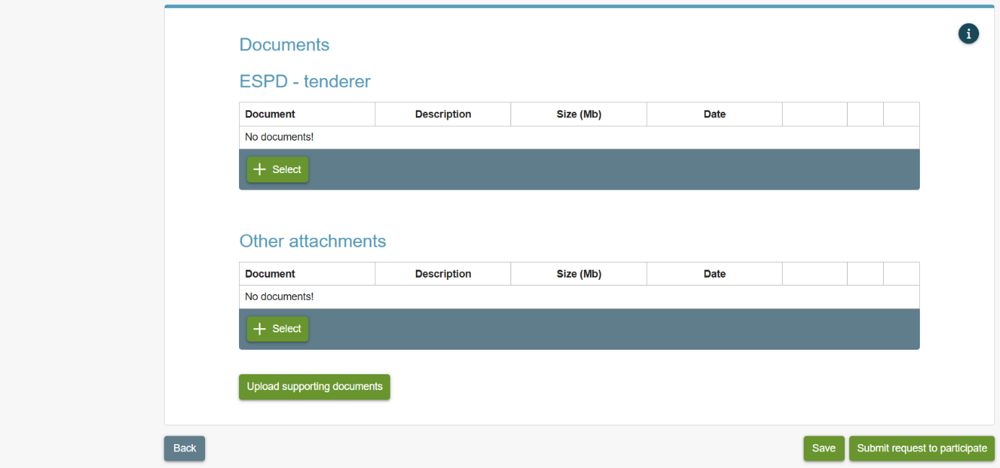 Documents
i
ESPD - tenderer
Document Description Size (Mb) Date
No documents!
Select
Other attachments
Document Description Size (Mb) Date
No documents!
Select
Upload supporting documents
Back Save Submit request to participate